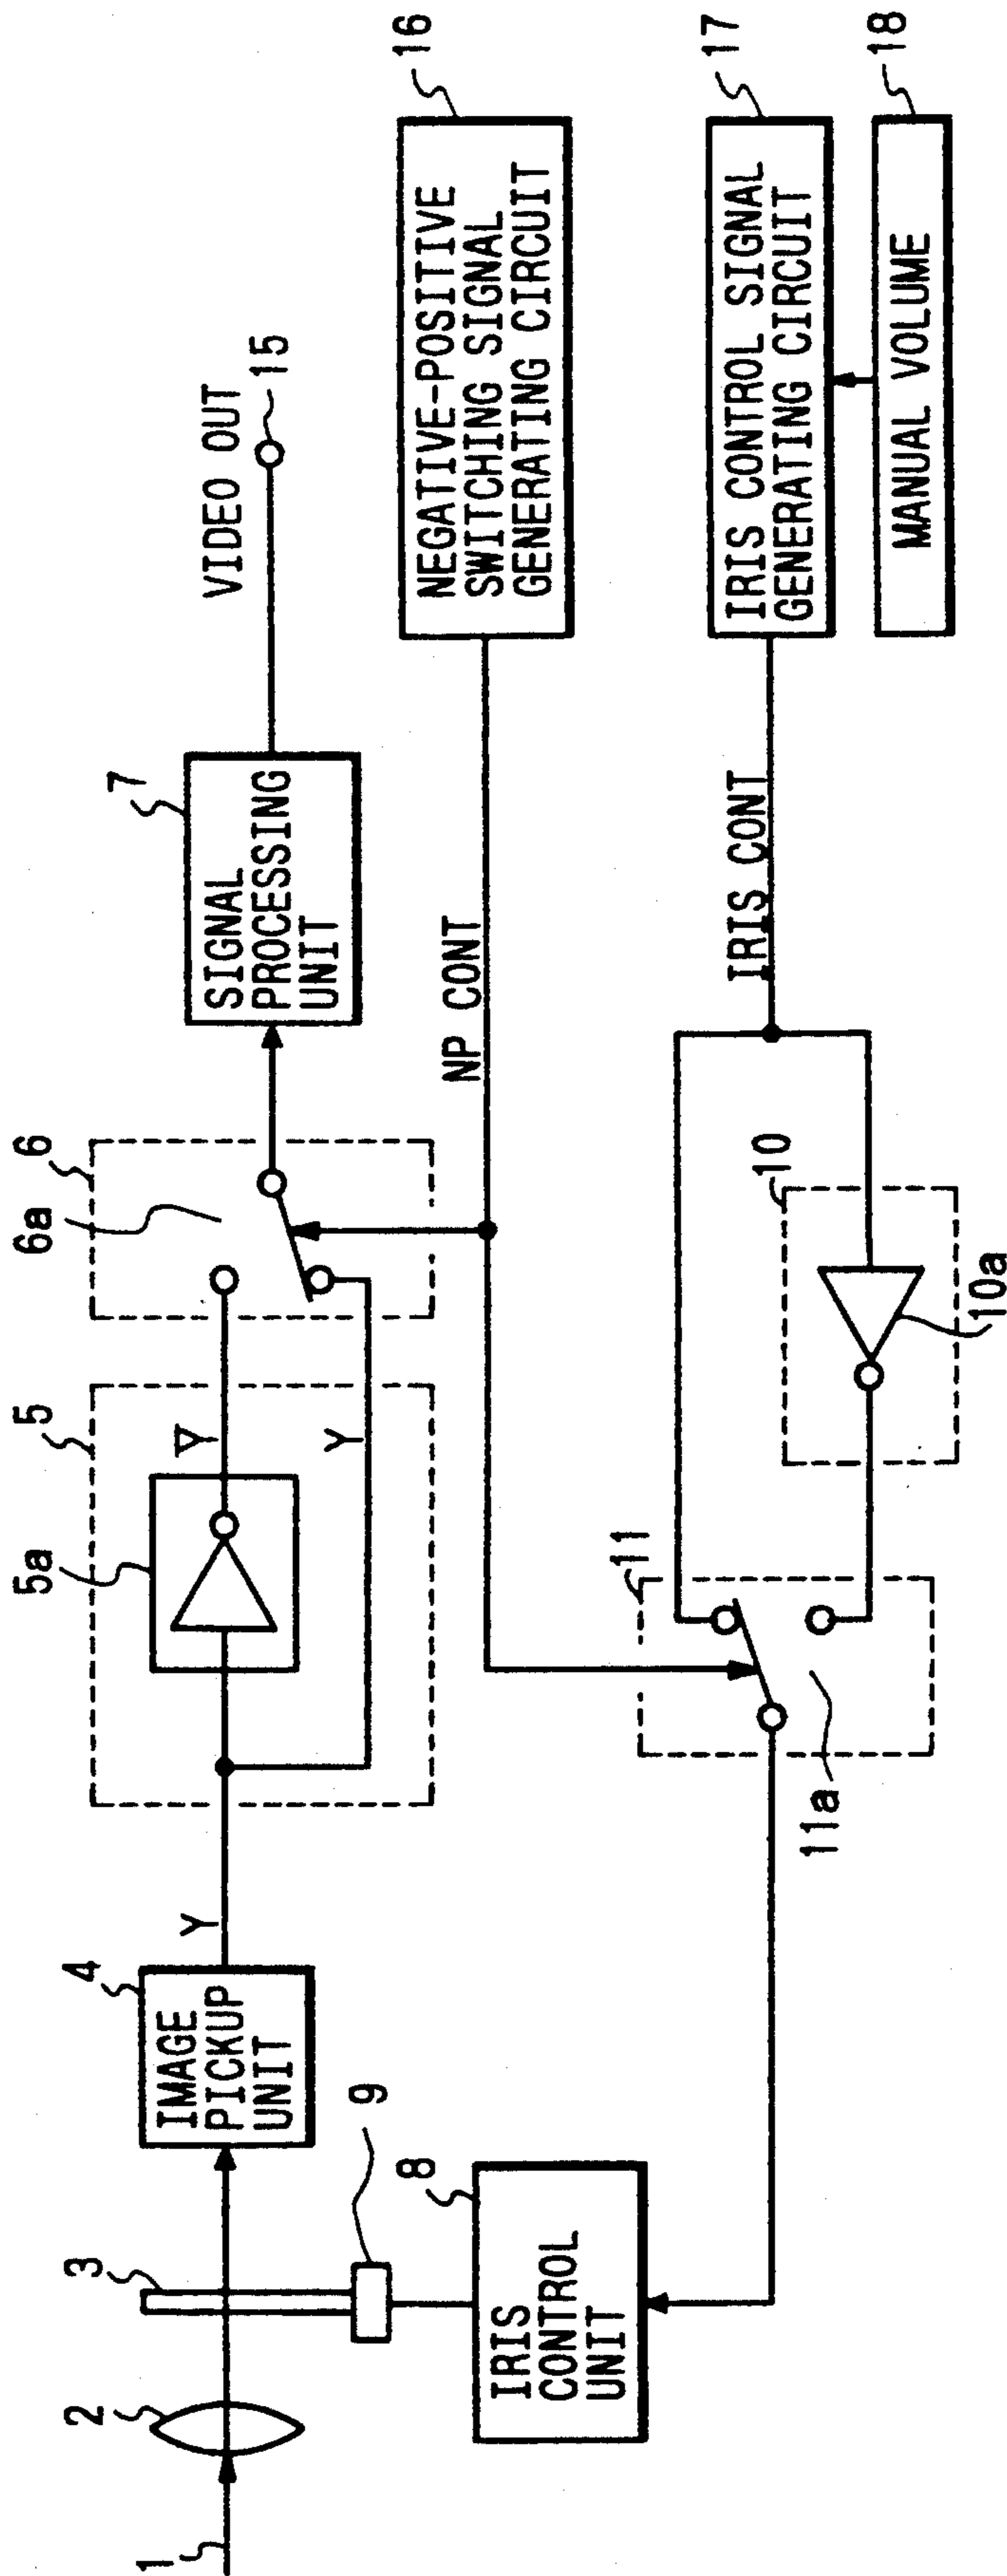 1
2
3
4
IMAGE
PICKUP
UNIT
Y
5
5a
Y̅
Y
6
6a
7
SIGNAL
PROCESSING
UNIT
VIDEO OUT
15
NP CONT
16
NEGATIVE-POSITIVE
SWITCHING SIGNAL
GENERATING CIRCUIT
8
IRIS
CONTROL
UNIT
9
11
11a
10
10a
IRIS CONT
17
IRIS CONTROL SIGNAL
GENERATING CIRCUIT
18
MANUAL VOLUME